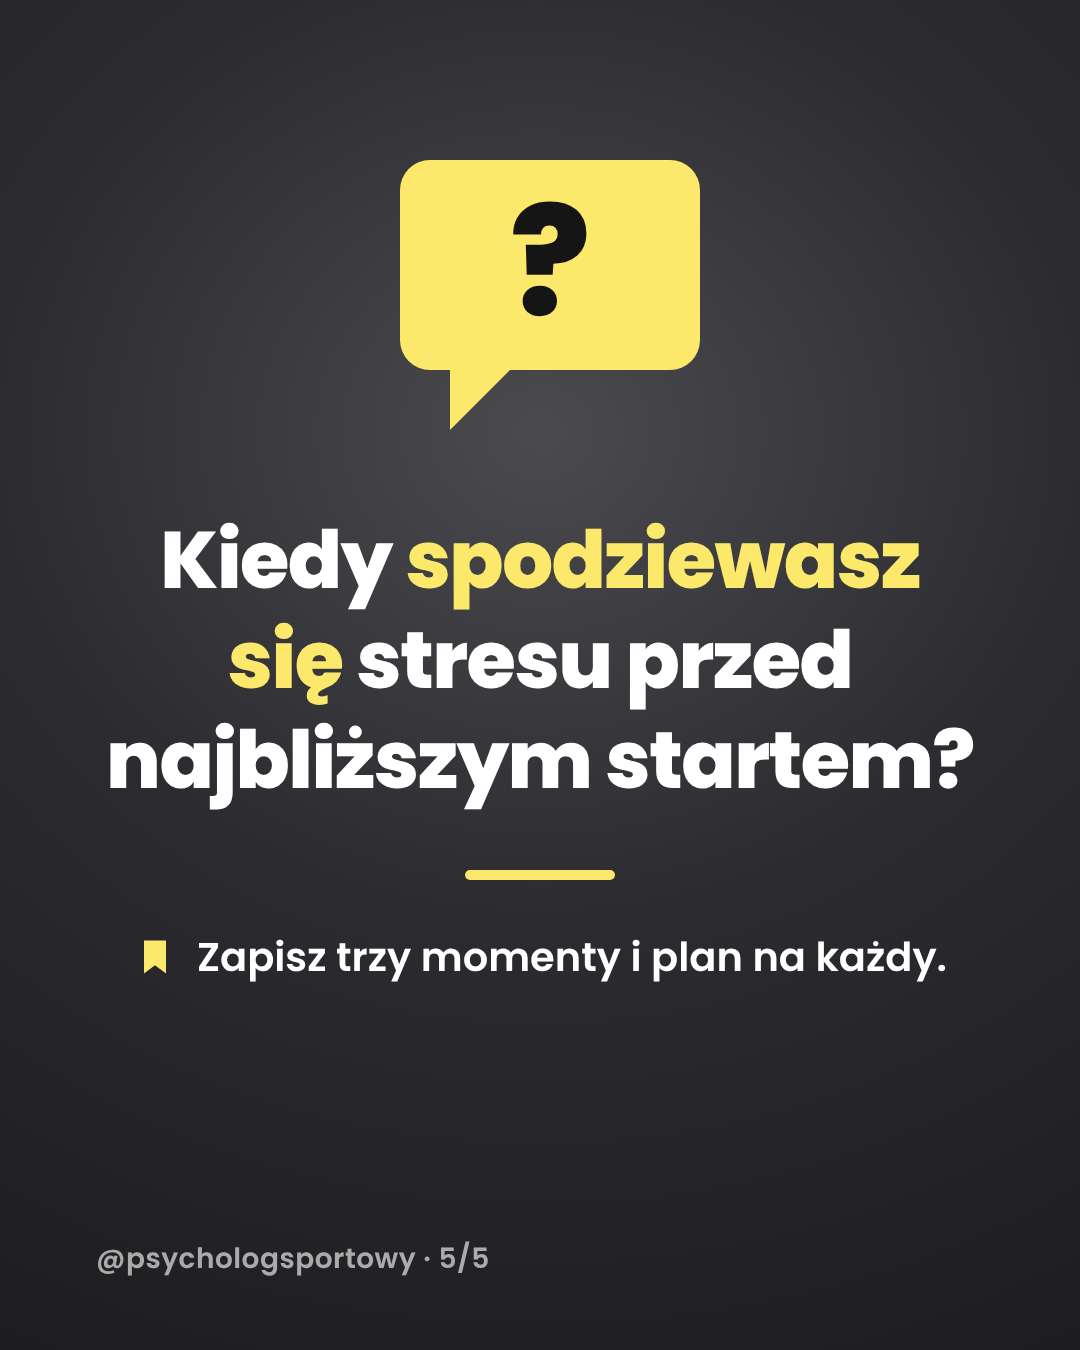 ?
Kiedy spodziewasz
się stresu przed
najbliższym startem?
Zapisz trzy momenty i plan na każdy.
@psychologsportowy · 5/5